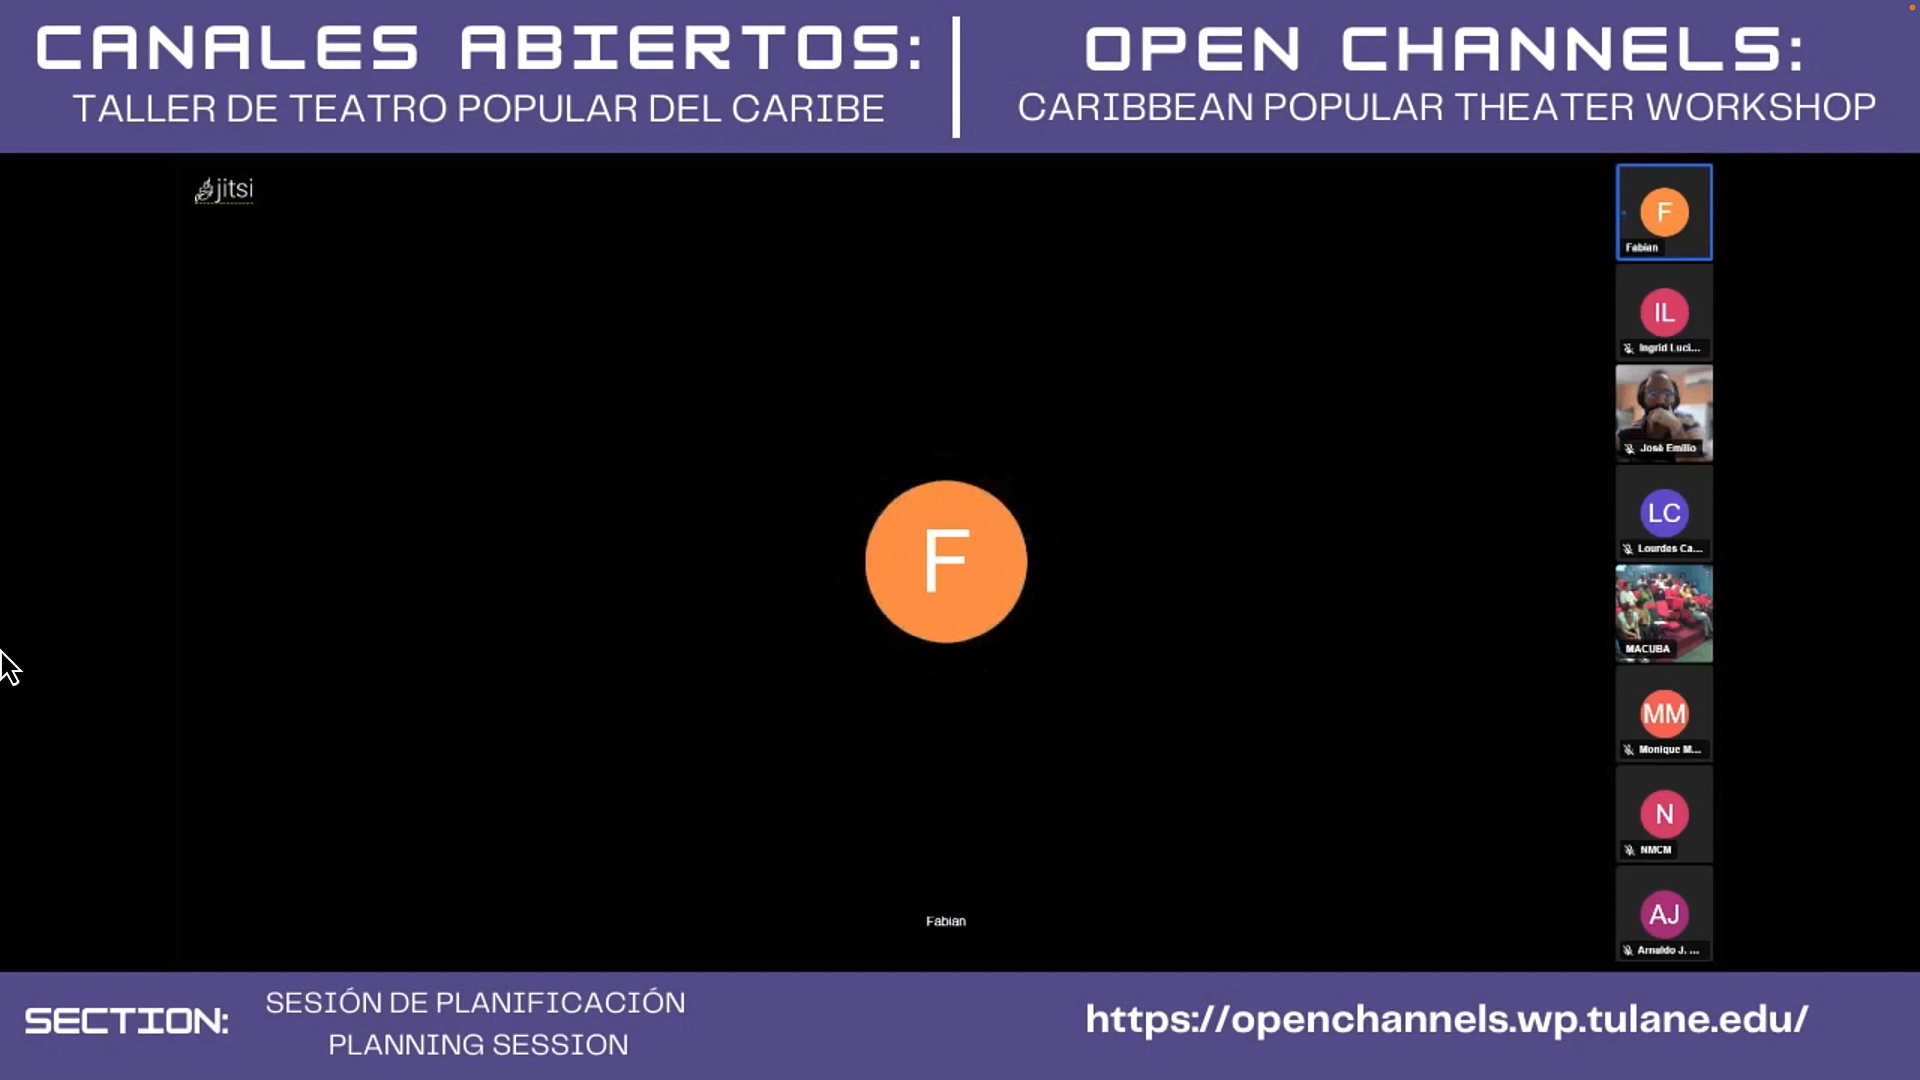 CANALES ABIERTOS:
TALLER DE TEATRO POPULAR DEL CARIBE
OPEN CHANNELS:
CARIBBEAN POPULAR THEATER WORKSHOP
jitsi
F
Fabian
IL
Ingrid Luci...
José Emilio
LC
Lourdes Ca...
MACUBA
MM
Monique M...
N
NMCM
AJ
Arnaldo J. ...
F
Fabian
SECTION:
SESIÓN DE PLANIFICACIÓN
PLANNING SESSION
https://openchannels.wp.tulane.edu/